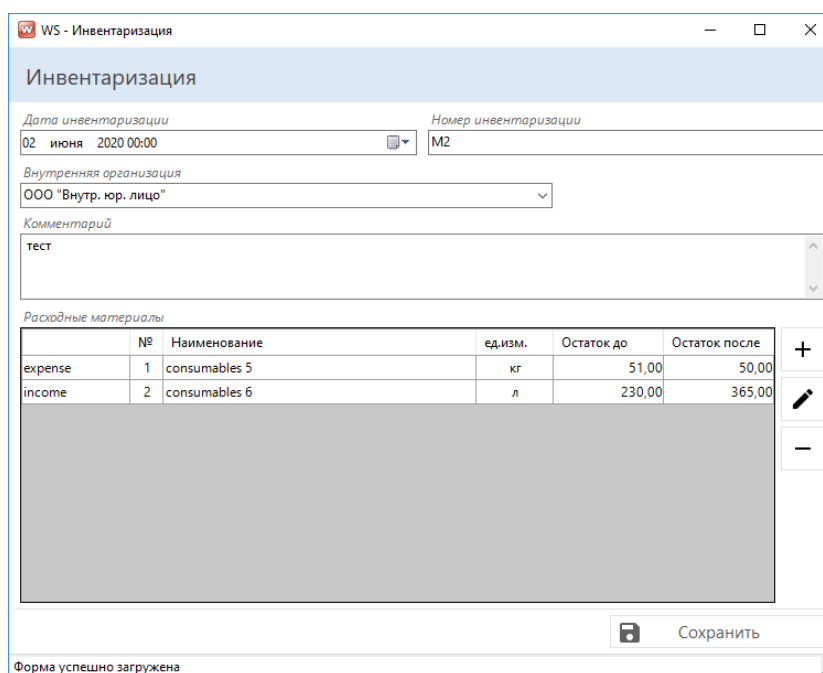 WS - Инвентаризация
Инвентаризация
Дата инвентаризации Номер инвентаризации
02 июня 2020 00:00 М2
Внутренняя организация
ООО "Внутр. юр. лицо"
Комментарий
тест
Расходные материалы
№ Наименование ед.изм. Остаток до Остаток после
expense 1 consumables 5 кг 51,00 50,00
income 2 consumables 6 л 230,00 365,00
Сохранить
Форма успешно загружена